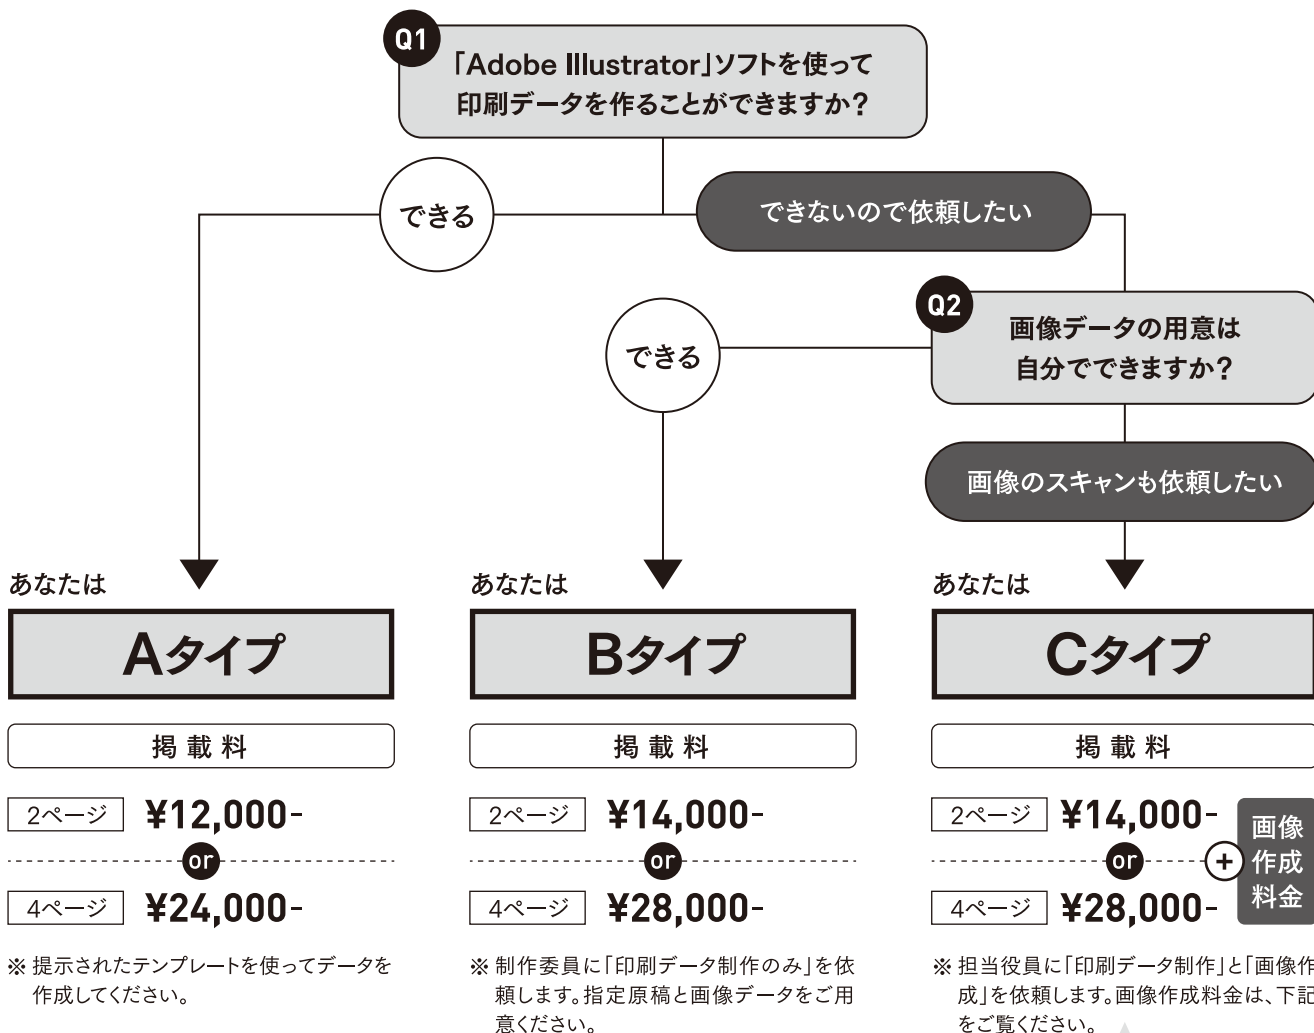 Q1
「Adobe Illustrator」ソフトを使って
印刷データを作ることができますか？
できる
できないので依頼したい
Q2
画像データの用意は
自分でできますか？
できる
画像のスキャンも依頼したい
あなたは
Aタイプ
掲載料
2ページ ¥12,000-
or
4ページ ¥24,000-
※ 提示されたテンプレートを使ってデータを
作成してください。
あなたは
Bタイプ
掲載料
2ページ ¥14,000-
or
4ページ ¥28,000-
※ 制作委員に「印刷データ制作のみ」を依
頼します。指定原稿と画像データをご用
意ください。
あなたは
Cタイプ
掲載料
2ページ ¥14,000-
or
4ページ ¥28,000-
+
画像
作成
料金
※ 担当役員に「印刷データ制作」と「画像作
成」を依頼します。画像作成料金は、下記
をご覧ください。